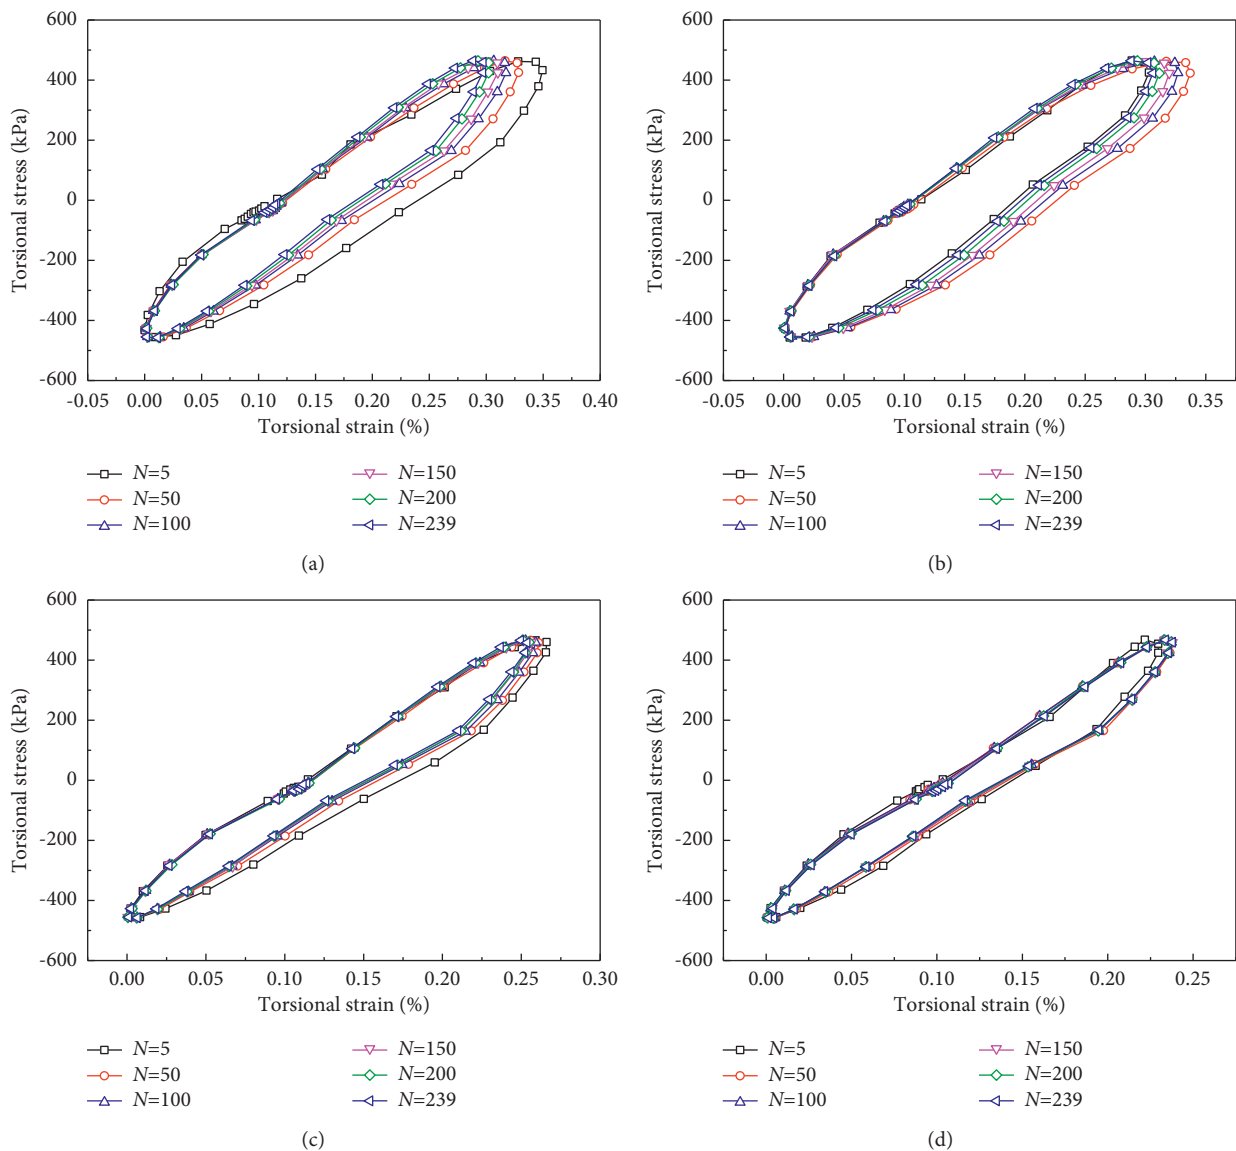 600
400
200
0
-200
-400
-600
Torsional stress (kPa)
-0.05 0.00 0.05 0.10 0.15 0.20 0.25 0.30 0.35 0.40
Torsional strain (%)
N=5
N=50
N=100
N=150
N=200
N=239
(a)
600
400
200
0
-200
-400
-600
Torsional stress (kPa)
-0.05 0.00 0.05 0.10 0.15 0.20 0.25 0.30 0.35
Torsional strain (%)
N=5
N=50
N=100
N=150
N=200
N=239
(b)
600
400
200
0
-200
-400
-600
Torsional stress (kPa)
0.00 0.05 0.10 0.15 0.20 0.25 0.30
Torsional strain (%)
N=5
N=50
N=100
N=150
N=200
N=239
(c)
600
400
200
0
-200
-400
-600
Torsional stress (kPa)
0.00 0.05 0.10 0.15 0.20 0.25
Torsional strain (%)
N=5
N=50
N=100
N=150
N=200
N=239
(d)